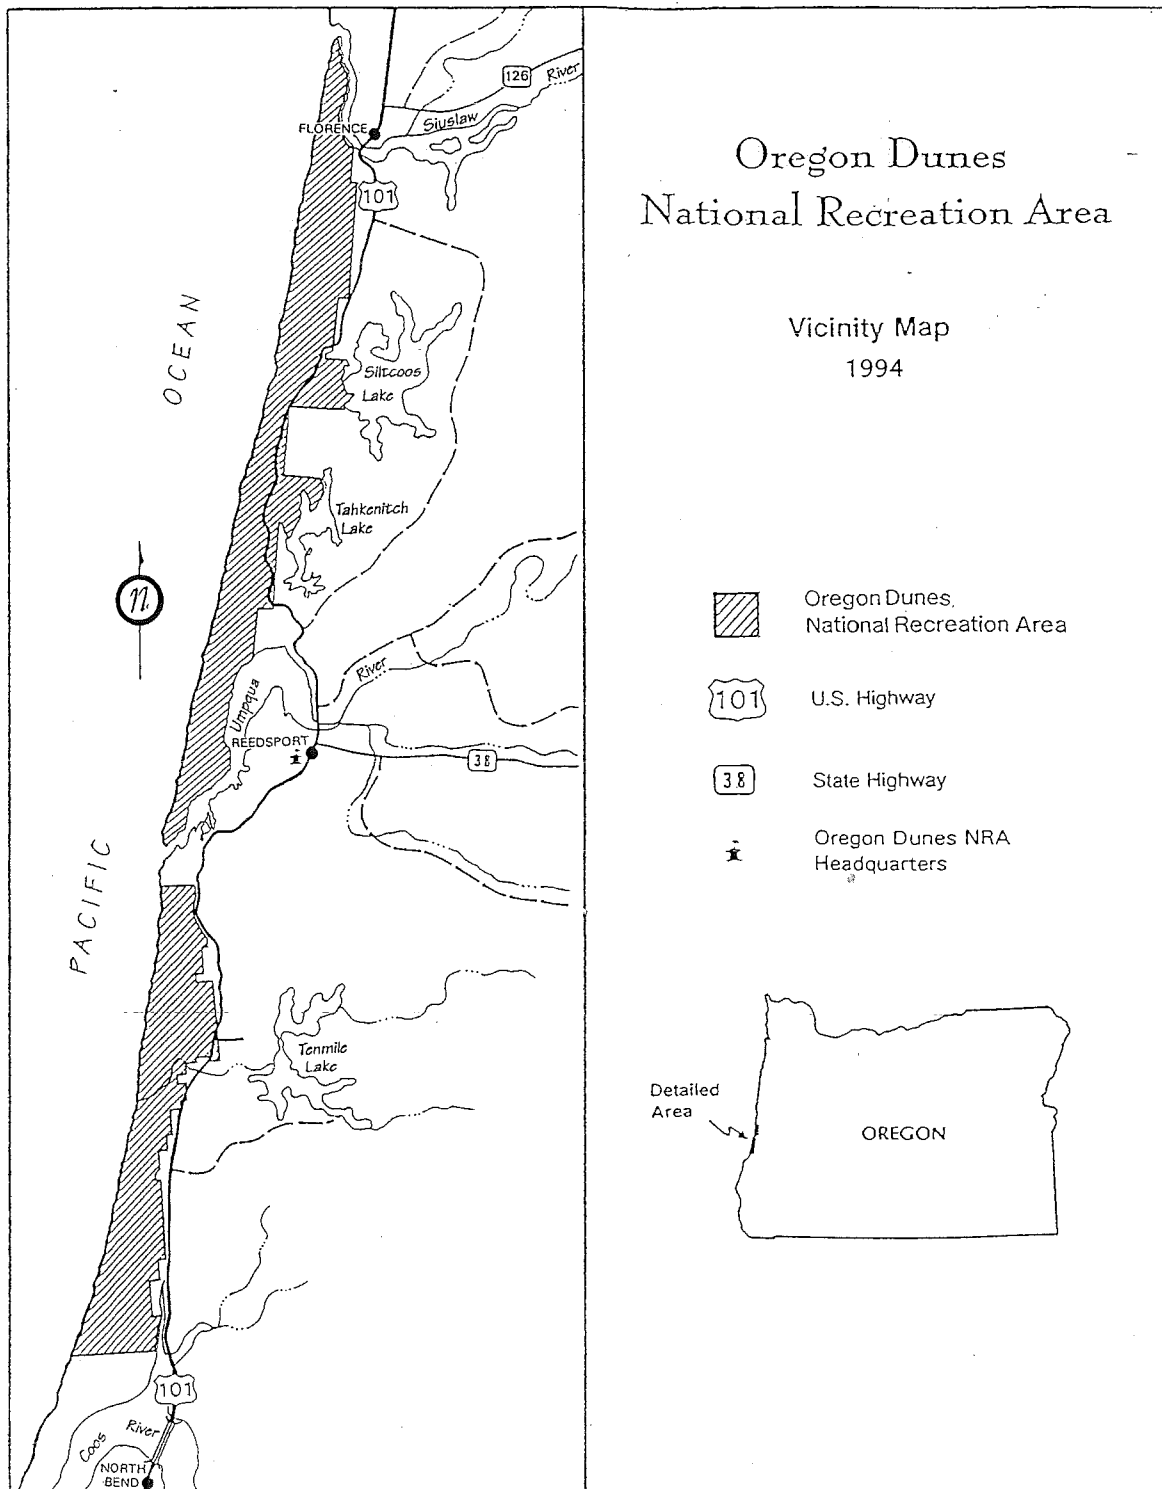 126
River
Siuslaw
FLORENCE
101
OCEAN
Siltcoos
Lake
Tahkenitch
Lake
n
River
Umpqua
REEDSPORT
38
PACIFIC
Tenmile
Lake
101
Coos River
NORTH
BEND
Oregon Dunes
National Recreation Area
Vicinity Map
1994
Oregon Dunes
National Recreation Area
101
U.S. Highway
38
State Highway
Oregon Dunes NRA
Headquarters
Detailed
Area
OREGON